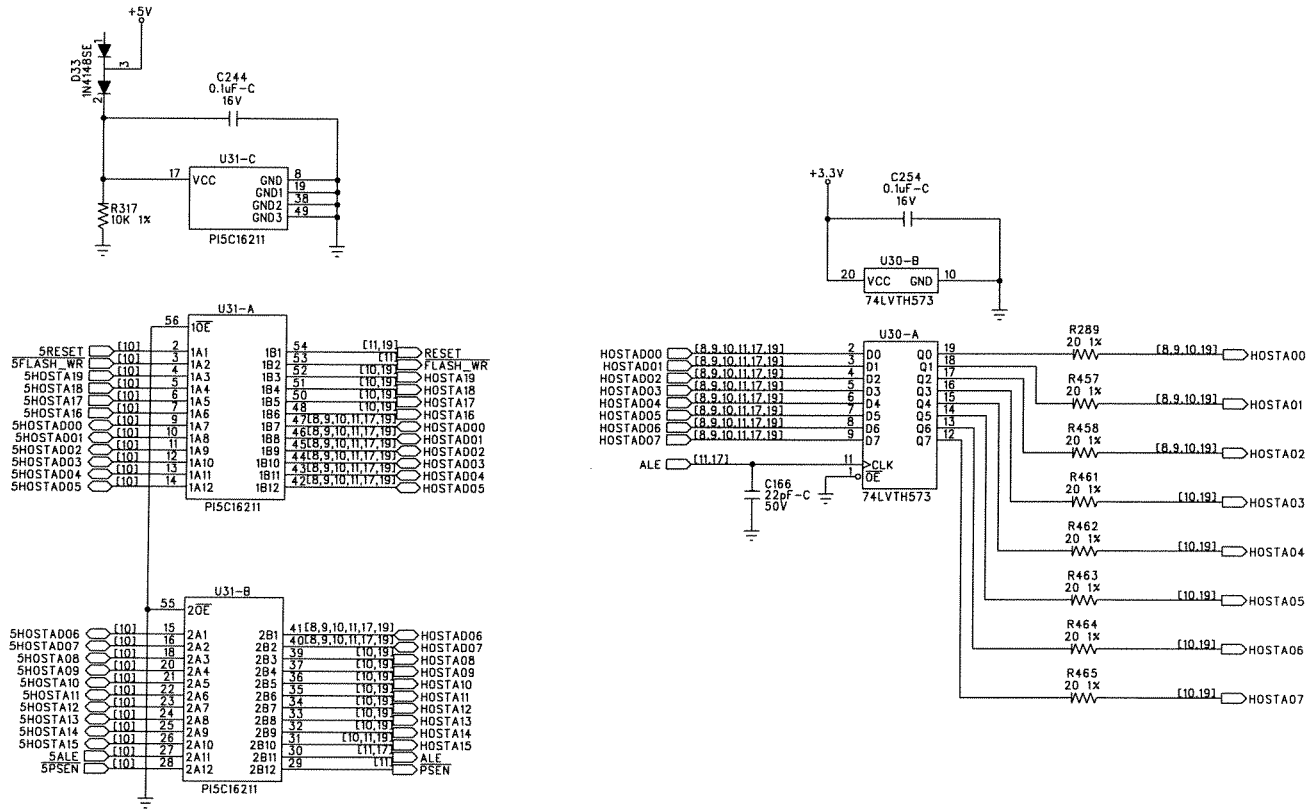 +5V
D33
1N4148SE
1
3
2
C244
0.1uF-C
16V
U31-C
17 VCC GND 8
GND1 19
GND2 38
GND3 49
PI5C16211
R317
10K 1%
U31-A
56 1OE
5RESET [10] 2 1A1 1B1 54 [11,19] RESET
5FLASH_WR [10] 3 1A2 1B2 53 [11] FLASH_WR
5HOSTA19 [10] 4 1A3 1B3 52 [10,19] HOSTA19
5HOSTA18 [10] 5 1A4 1B4 51 [10,19] HOSTA18
5HOSTA17 [10] 6 1A5 1B5 50 [10,19] HOSTA17
5HOSTA16 [10] 7 1A6 1B6 48 [10,19] HOSTA16
5HOSTAD00 [10] 9 1A7 1B7 47 [8,9,10,11,17,19] HOSTAD00
5HOSTAD01 [10] 10 1A8 1B8 46 [8,9,10,11,17,19] HOSTAD01
5HOSTAD02 [10] 11 1A9 1B9 45 [8,9,10,11,17,19] HOSTAD02
5HOSTAD03 [10] 12 1A10 1B10 44 [8,9,10,11,17,19] HOSTAD03
5HOSTAD04 [10] 13 1A11 1B11 43 [8,9,10,11,17,19] HOSTAD04
5HOSTAD05 [10] 14 1A12 1B12 42 [8,9,10,11,17,19] HOSTAD05
PI5C16211
U31-B
55 2OE
5HOSTAD06 [10] 15 2A1 2B1 41 [8,9,10,11,17,19] HOSTAD06
5HOSTAD07 [10] 16 2A2 2B2 40 [8,9,10,11,17,19] HOSTAD07
5HOSTA08 [10] 18 2A3 2B3 39 [10,19] HOSTA08
5HOSTA09 [10] 20 2A4 2B4 37 [10,19] HOSTA09
5HOSTA10 [10] 21 2A5 2B5 36 [10,19] HOSTA10
5HOSTA11 [10] 22 2A6 2B6 35 [10,19] HOSTA11
5HOSTA12 [10] 23 2A7 2B7 34 [10,19] HOSTA12
5HOSTA13 [10] 24 2A8 2B8 33 [10,19] HOSTA13
5HOSTA14 [10] 25 2A9 2B9 32 [10,19] HOSTA14
5HOSTA15 [10] 26 2A10 2B10 31 [10,11,19] HOSTA15
5ALE [10] 27 2A11 2B11 30 [11,17] ALE
5PSEN [10] 28 2A12 2B12 29 [11] PSEN
PI5C16211
+3.3V
C254
0.1uF-C
16V
U30-B
20 VCC GND 10
74LVTH573
U30-A
HOSTAD00 [8,9,10,11,17,19] 2 D0 Q0 19
HOSTAD01 [8,9,10,11,17,19] 3 D1 Q1 18
HOSTAD02 [8,9,10,11,17,19] 4 D2 Q2 17
HOSTAD03 [8,9,10,11,17,19] 5 D3 Q3 16
HOSTAD04 [8,9,10,11,17,19] 6 D4 Q4 15
HOSTAD05 [8,9,10,11,17,19] 7 D5 Q5 14
HOSTAD06 [8,9,10,11,17,19] 8 D6 Q6 13
HOSTAD07 [8,9,10,11,17,19] 9 D7 Q7 12
ALE [11,17] 11 CLK
1 OE
74LVTH573
C166
22pF-C
50V
R289
20 1% [8,9,10,19] HOSTA00
R457
20 1% [8,9,10,19] HOSTA01
R458
20 1% [8,9,10,19] HOSTA02
R461
20 1% [10,19] HOSTA03
R462
20 1% [10,19] HOSTA04
R463
20 1% [10,19] HOSTA05
R464
20 1% [10,19] HOSTA06
R465
20 1% [10,19] HOSTA07